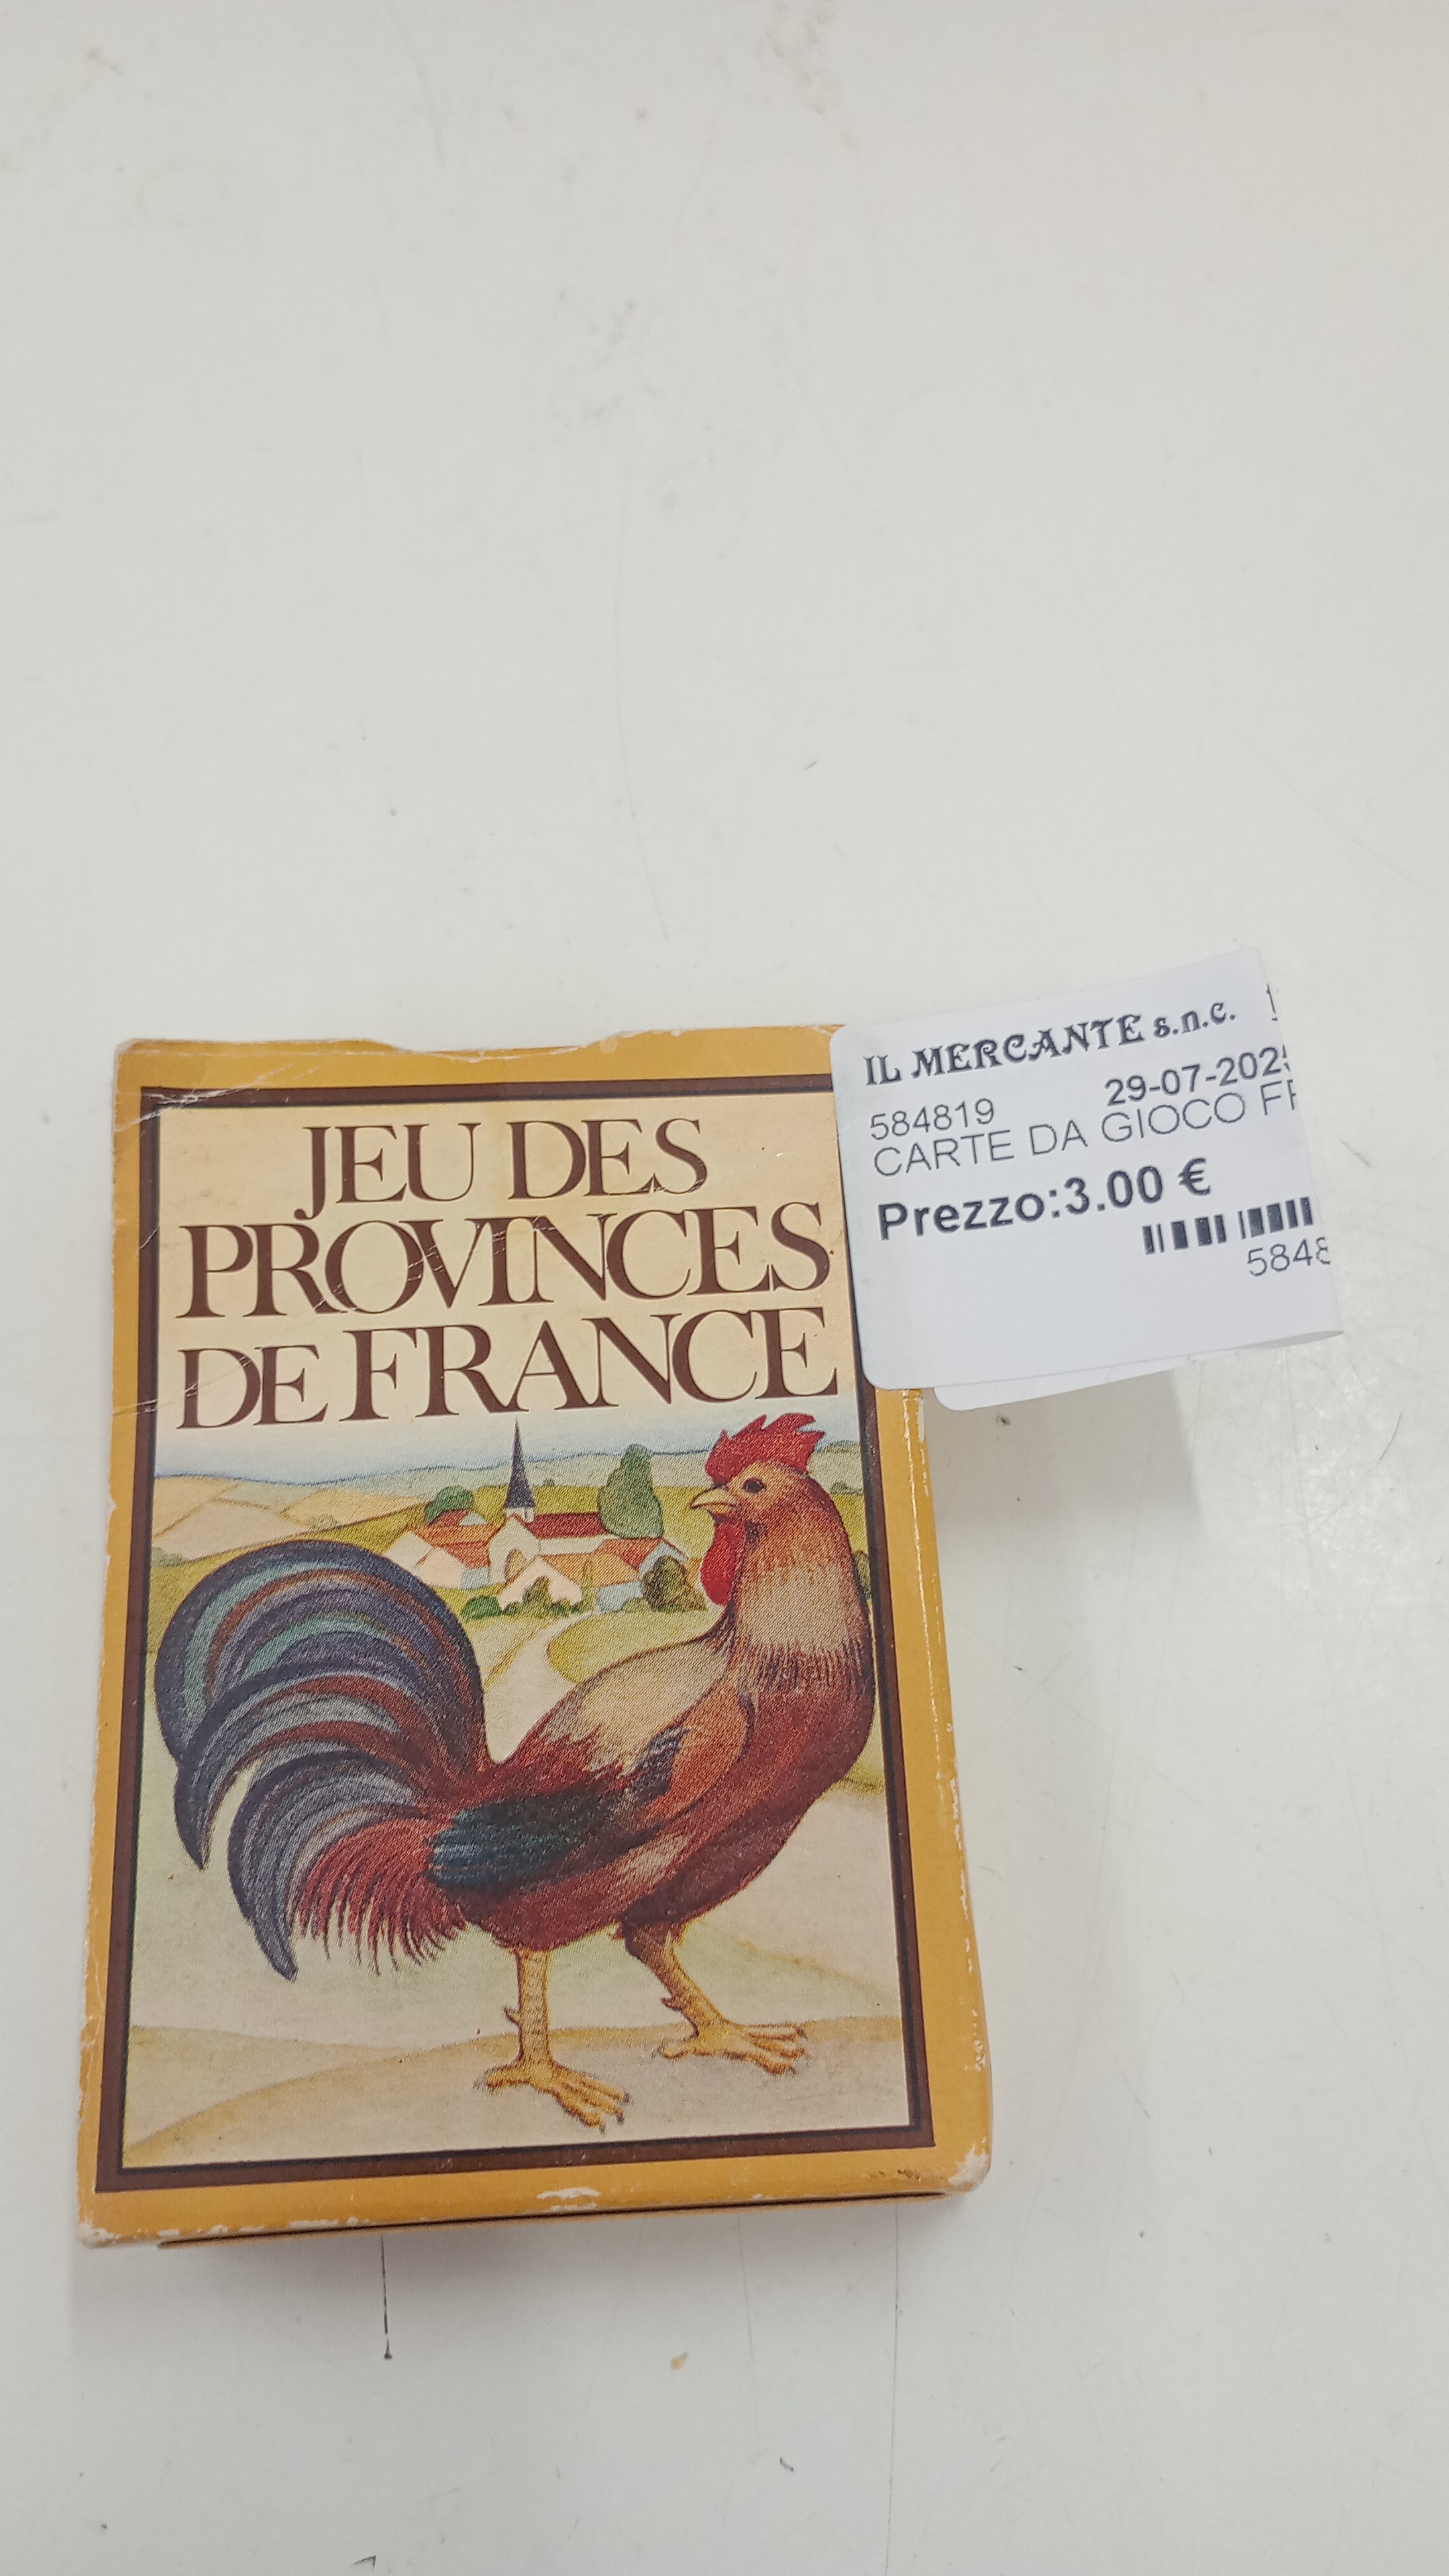 JEU DES
PROVINCES
DE FRANCE
IL MERCANTE s.n.c.
584819 29-07-202
CARTE DA GIOCO
Prezzo:3.00 €